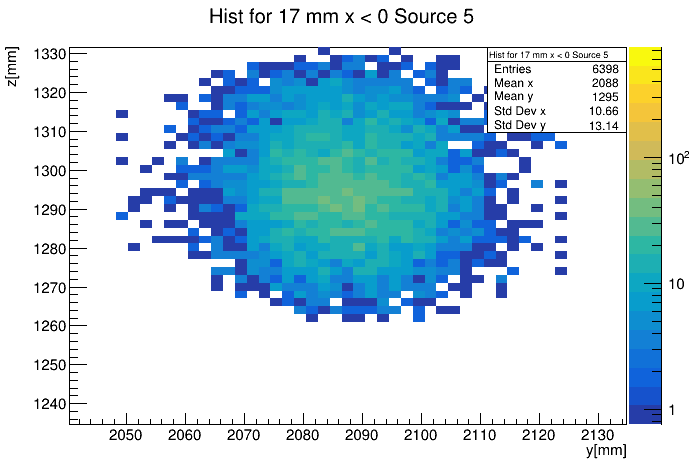 Hist for 17 mm x < 0 Source 5
z[mm]
1330
1320
1310
1300
1290
1280
1270
1260
1250
1240
Hist for 17 mm x < 0 Source 5
Entries 6398
Mean x 2088
Mean y 1295
Std Dev x 10.66
Std Dev y 13.14
10²
10
1
2050 2060 2070 2080 2090 2100 2110 2120 2130
y[mm]